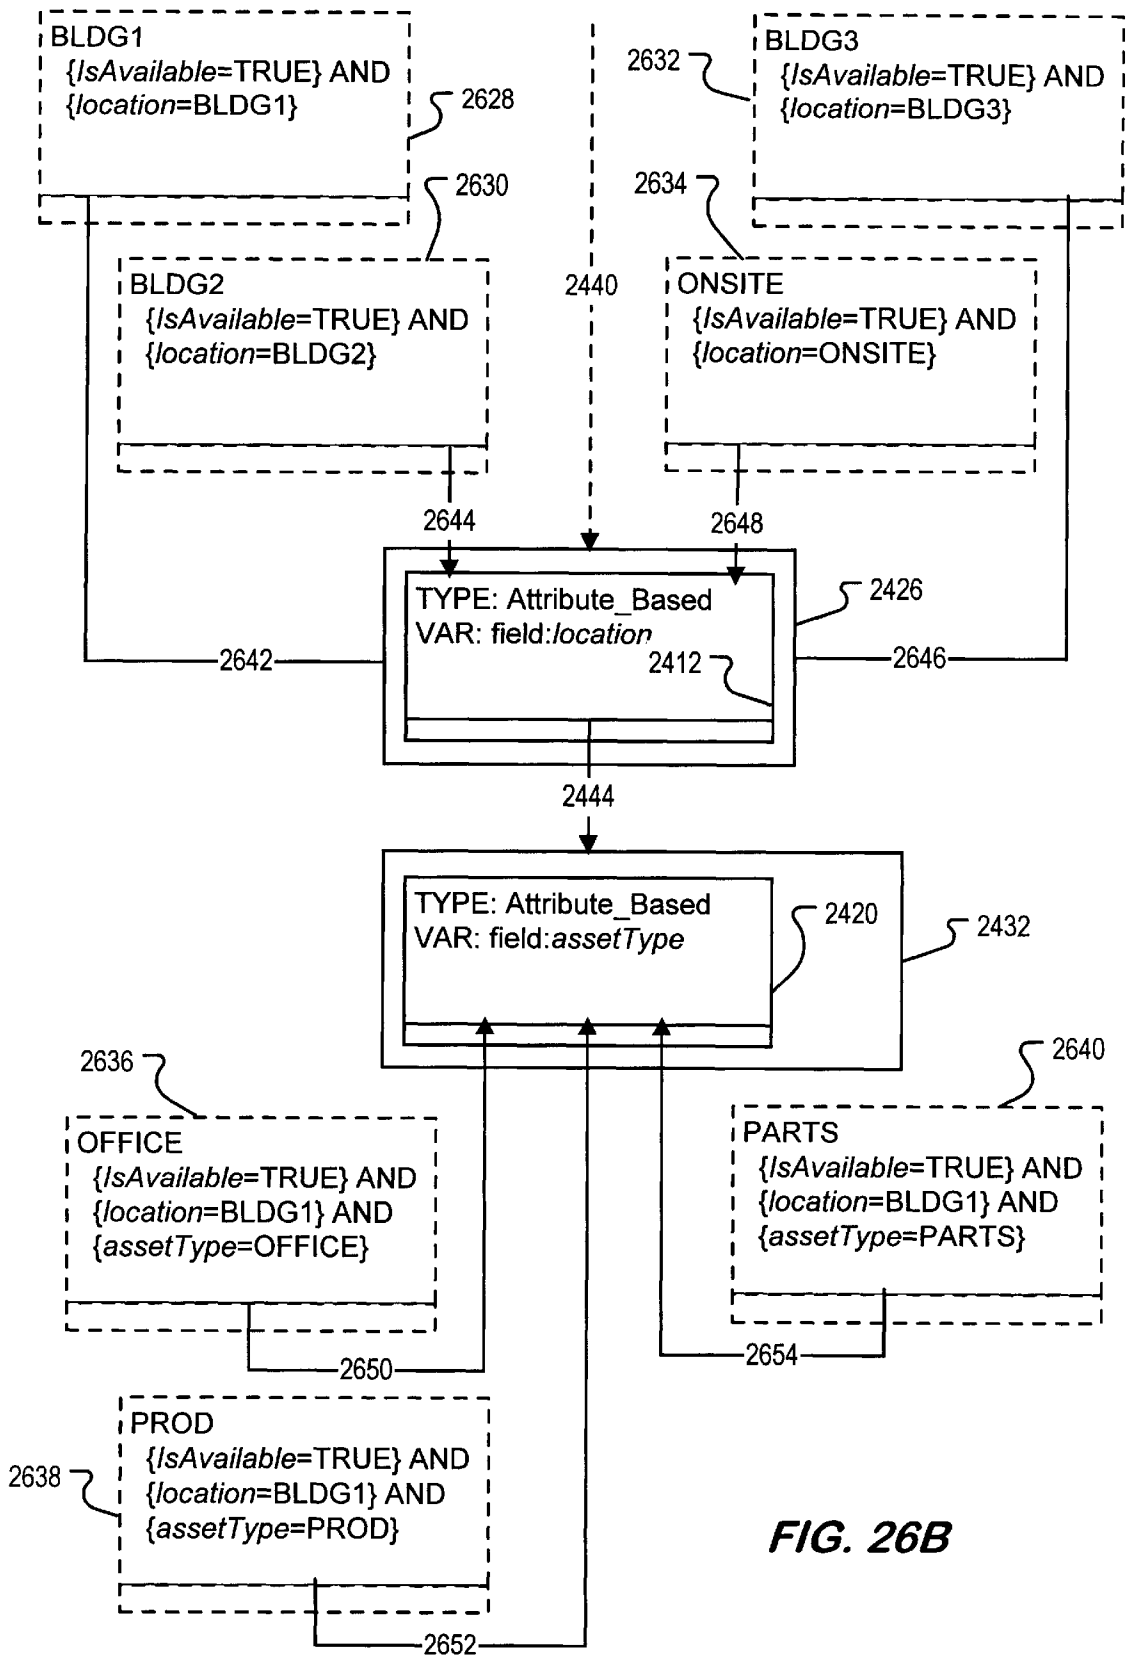 BLDG1
{IsAvailable=TRUE} AND
{location=BLDG1}
2628
BLDG3
{IsAvailable=TRUE} AND
{location=BLDG3}
2632
2630
2634
BLDG2
{IsAvailable=TRUE} AND
{location=BLDG2}
2440
ONSITE
{IsAvailable=TRUE} AND
{location=ONSITE}
2644
2648
TYPE: Attribute_Based
VAR: field:location
2426
2412
2642
2646
2444
TYPE: Attribute_Based
VAR: field:assetType
2420
2432
2636
2640
OFFICE
{IsAvailable=TRUE} AND
{location=BLDG1} AND
{assetType=OFFICE}
PARTS
{IsAvailable=TRUE} AND
{location=BLDG1} AND
{assetType=PARTS}
2650
2654
PROD
{IsAvailable=TRUE} AND
{location=BLDG1} AND
{assetType=PROD}
2638
FIG. 26B
2652